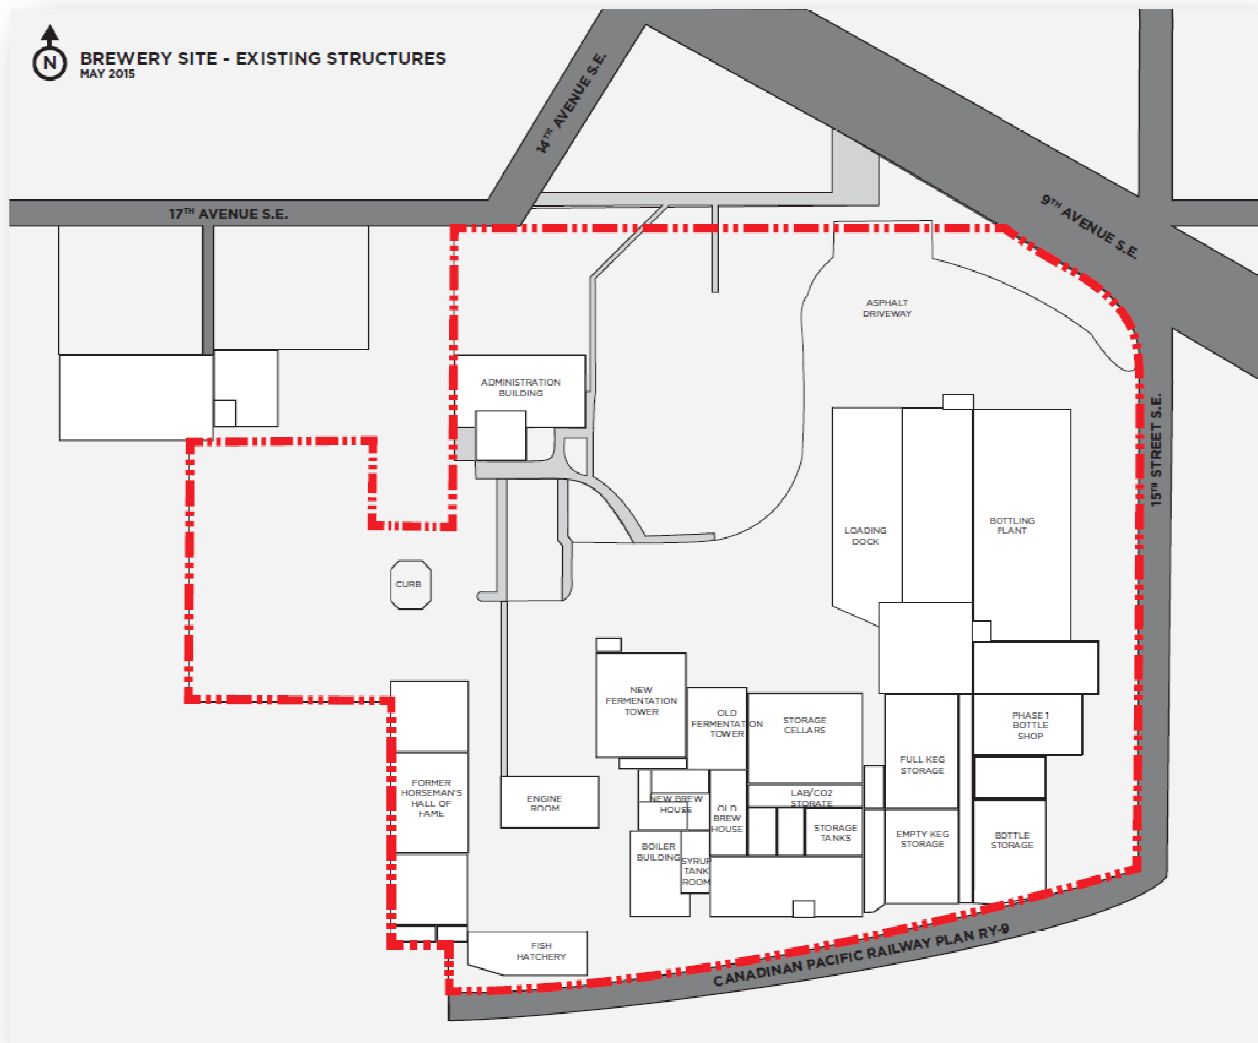 N
BREWERY SITE - EXISTING STRUCTURES
MAY 2015
14TH AVENUE S.E.
17TH AVENUE S.E.
9TH AVENUE S.E.
ASPHALT
DRIVEWAY
ADMINISTRATION
BUILDING
15TH STREET S.E.
LOADING
DOCK
BOTTLING
PLANT
CURB
NEW
FERMENTATION
TOWER
OLD
FERMENTATION
TOWER
STORAGE
CELLARS
PHASE 1
BOTTLE
SHOP
FULL KEG
STORAGE
FORMER
HORSEMAN'S
HALL OF
FAME
ENGINE
ROOM
NEW BREW
HOUSE
OLD
BREW
HOUSE
LAB/CO2
STORATE
STORAGE
TANKS
EMPTY KEG
STORAGE
BOTTLE
STORAGE
BOILER
BUILDING
SYRUP
TANK
ROOM
FISH
HATCHERY
CANADINAN PACIFIC RAILWAY PLAN RY-9